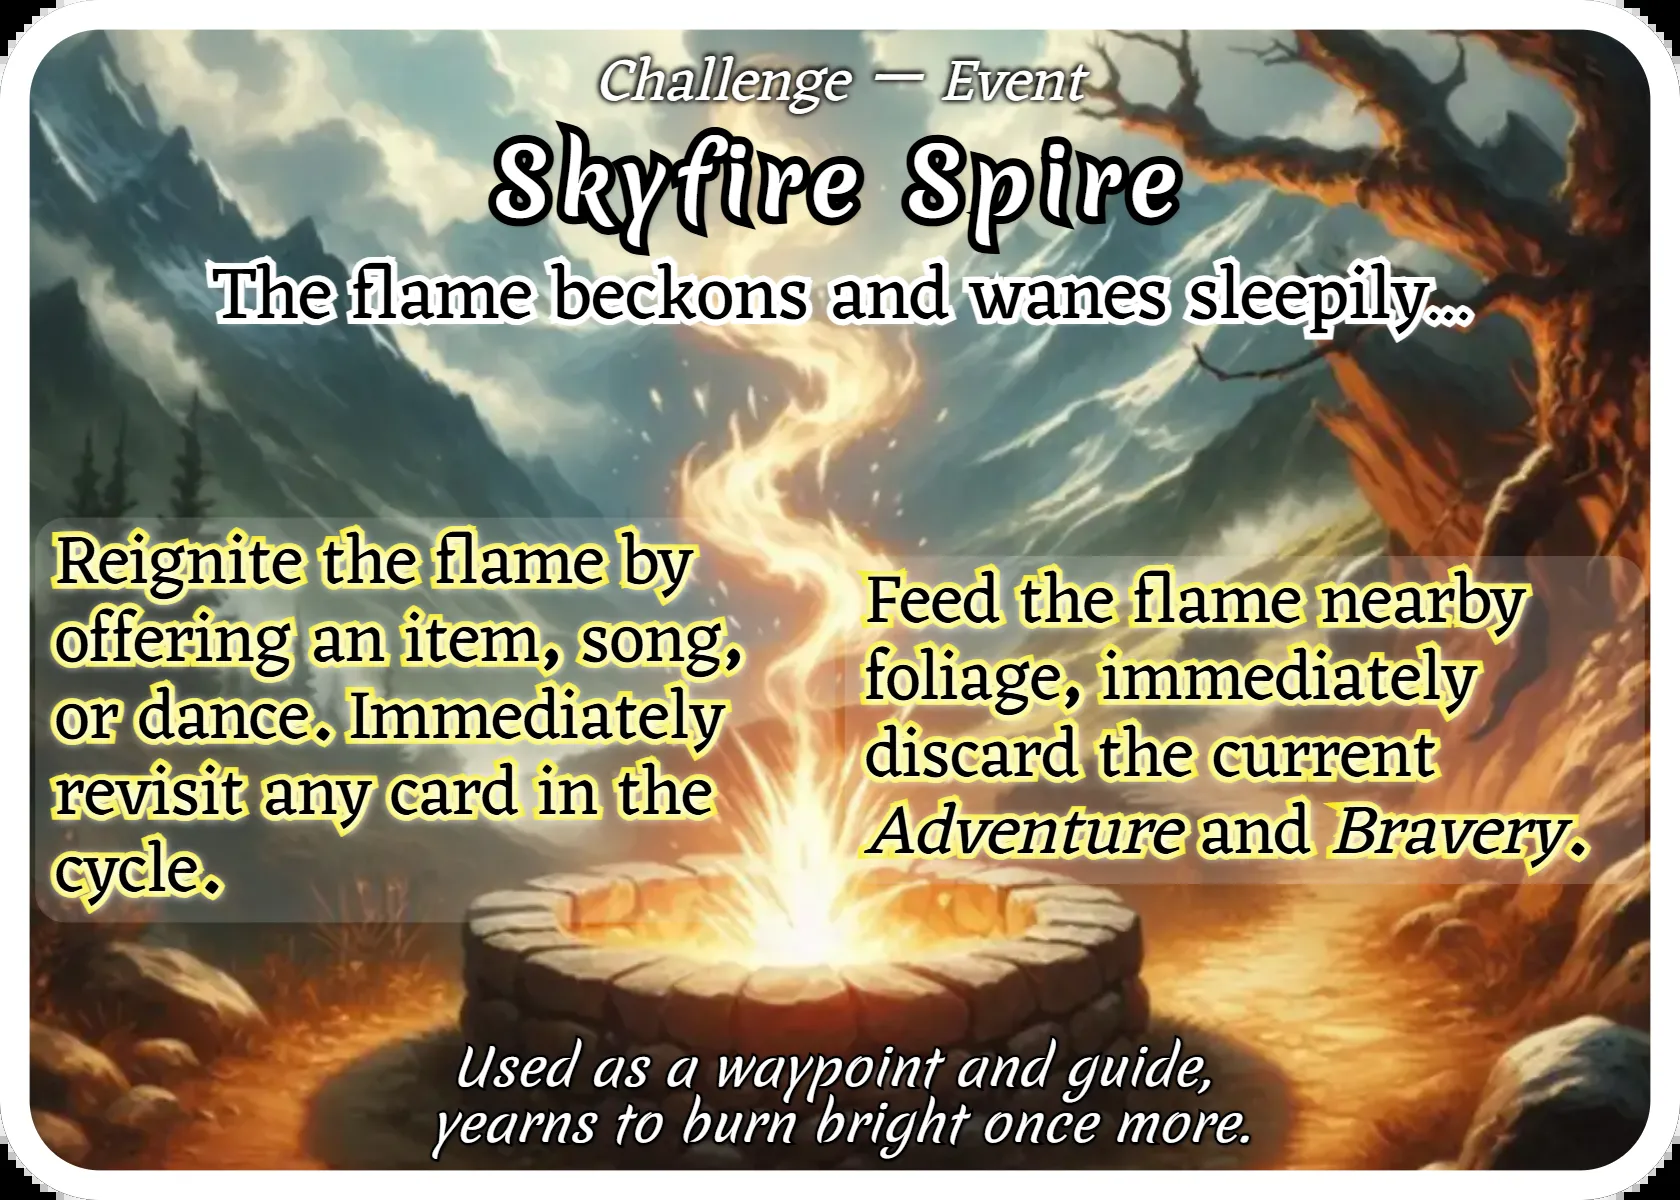 Challenge — Event
Skyfire Spire
The flame beckons and wanes sleepily...
Reignite the flame by
offering an item, song,
or dance. Immediately
revisit any card in the
cycle.
Feed the flame nearby
foliage, immediately
discard the current
Adventure and Bravery.
Used as a waypoint and guide,
yearns to burn bright once more.